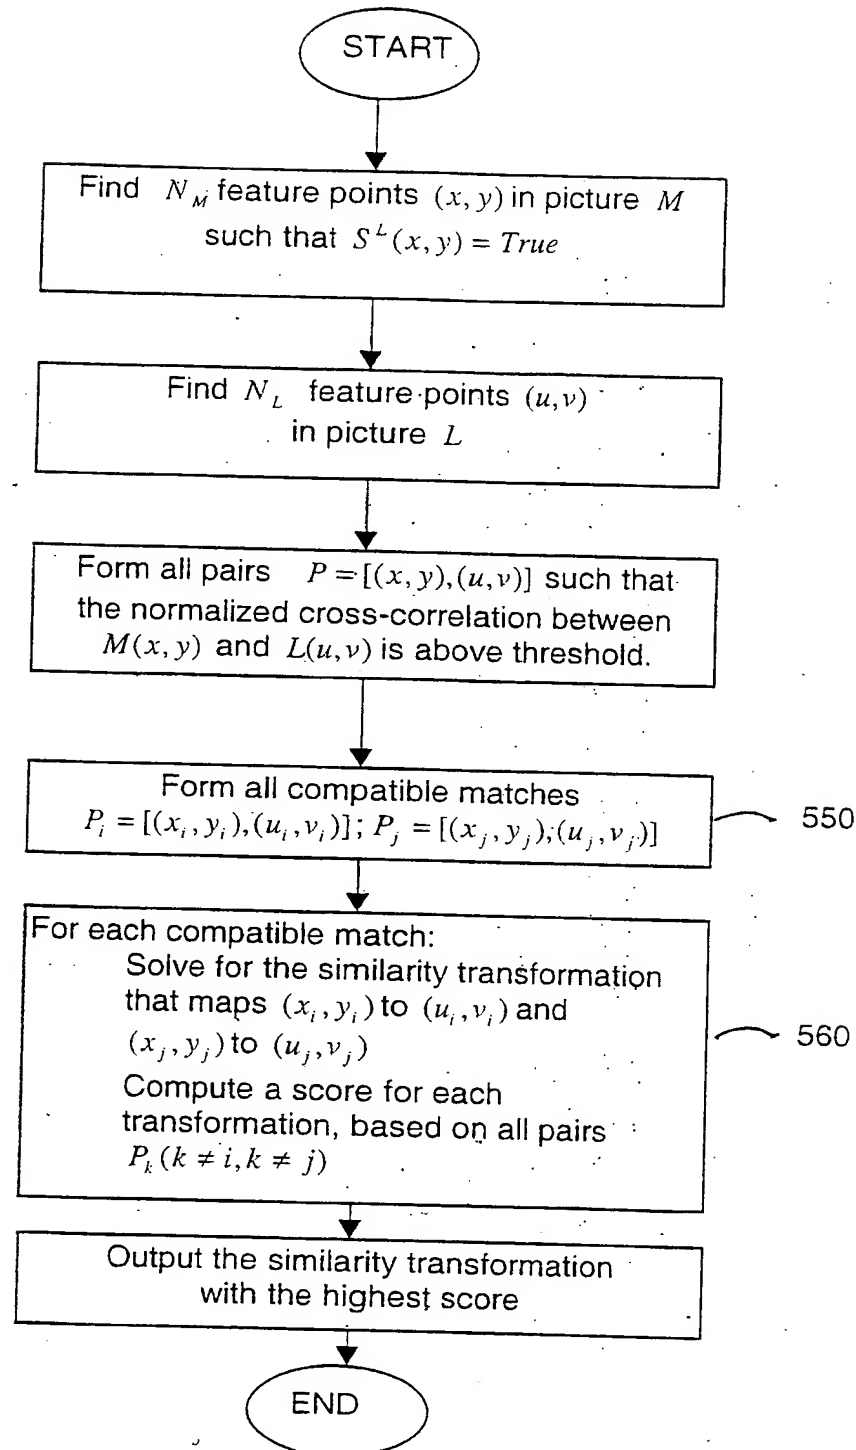 START
Find N_M feature points (x, y) in picture M
such that S^L(x, y) = True
Find N_L feature points (u,v)
in picture L
Form all pairs P = [(x, y),(u,v)] such that
the normalized cross-correlation between
M(x, y) and L(u,v) is above threshold.
Form all compatible matches
P_i = [(x_i, y_i),(u_i,v_i)]; P_j = [(x_j, y_j),(u_j,v_j)]
550
For each compatible match:
Solve for the similarity transformation
that maps (x_i, y_i) to (u_i,v_i) and
(x_j, y_j) to (u_j,v_j)
560
Compute a score for each
transformation, based on all pairs
P_k (k ≠ i, k ≠ j)
Output the similarity transformation
with the highest score
END